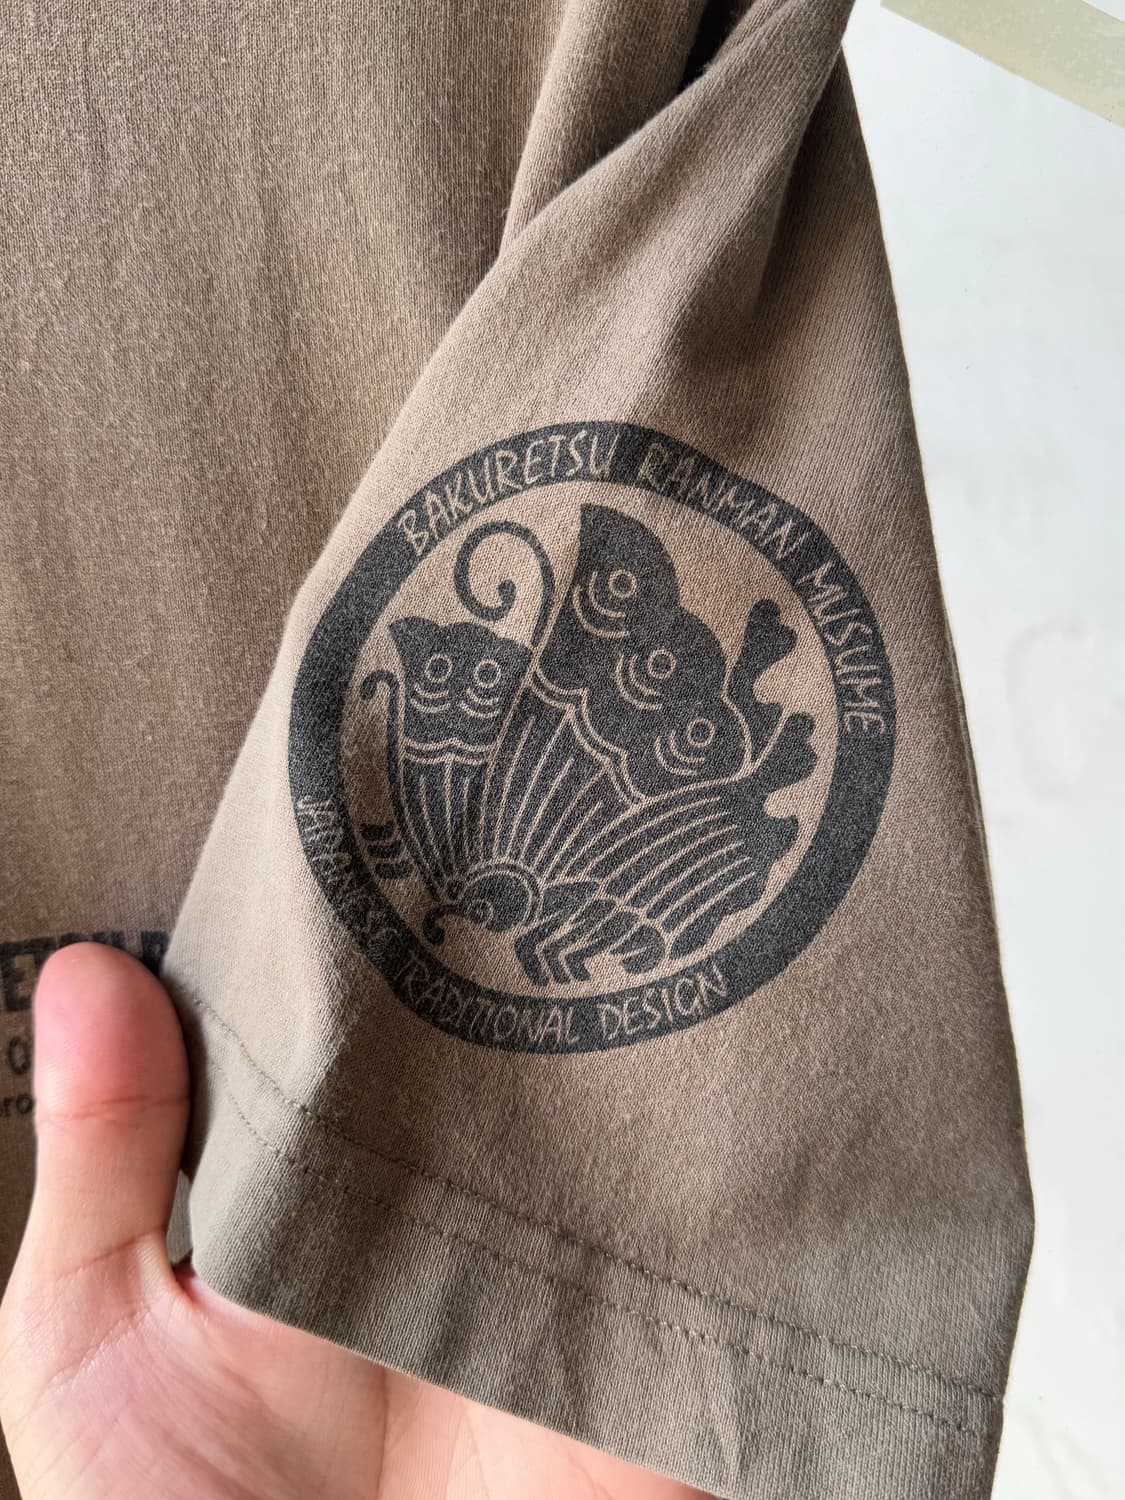 BAKURETSU RANMAN MUSUME
JAPANESE TRADITIONAL DESIGN